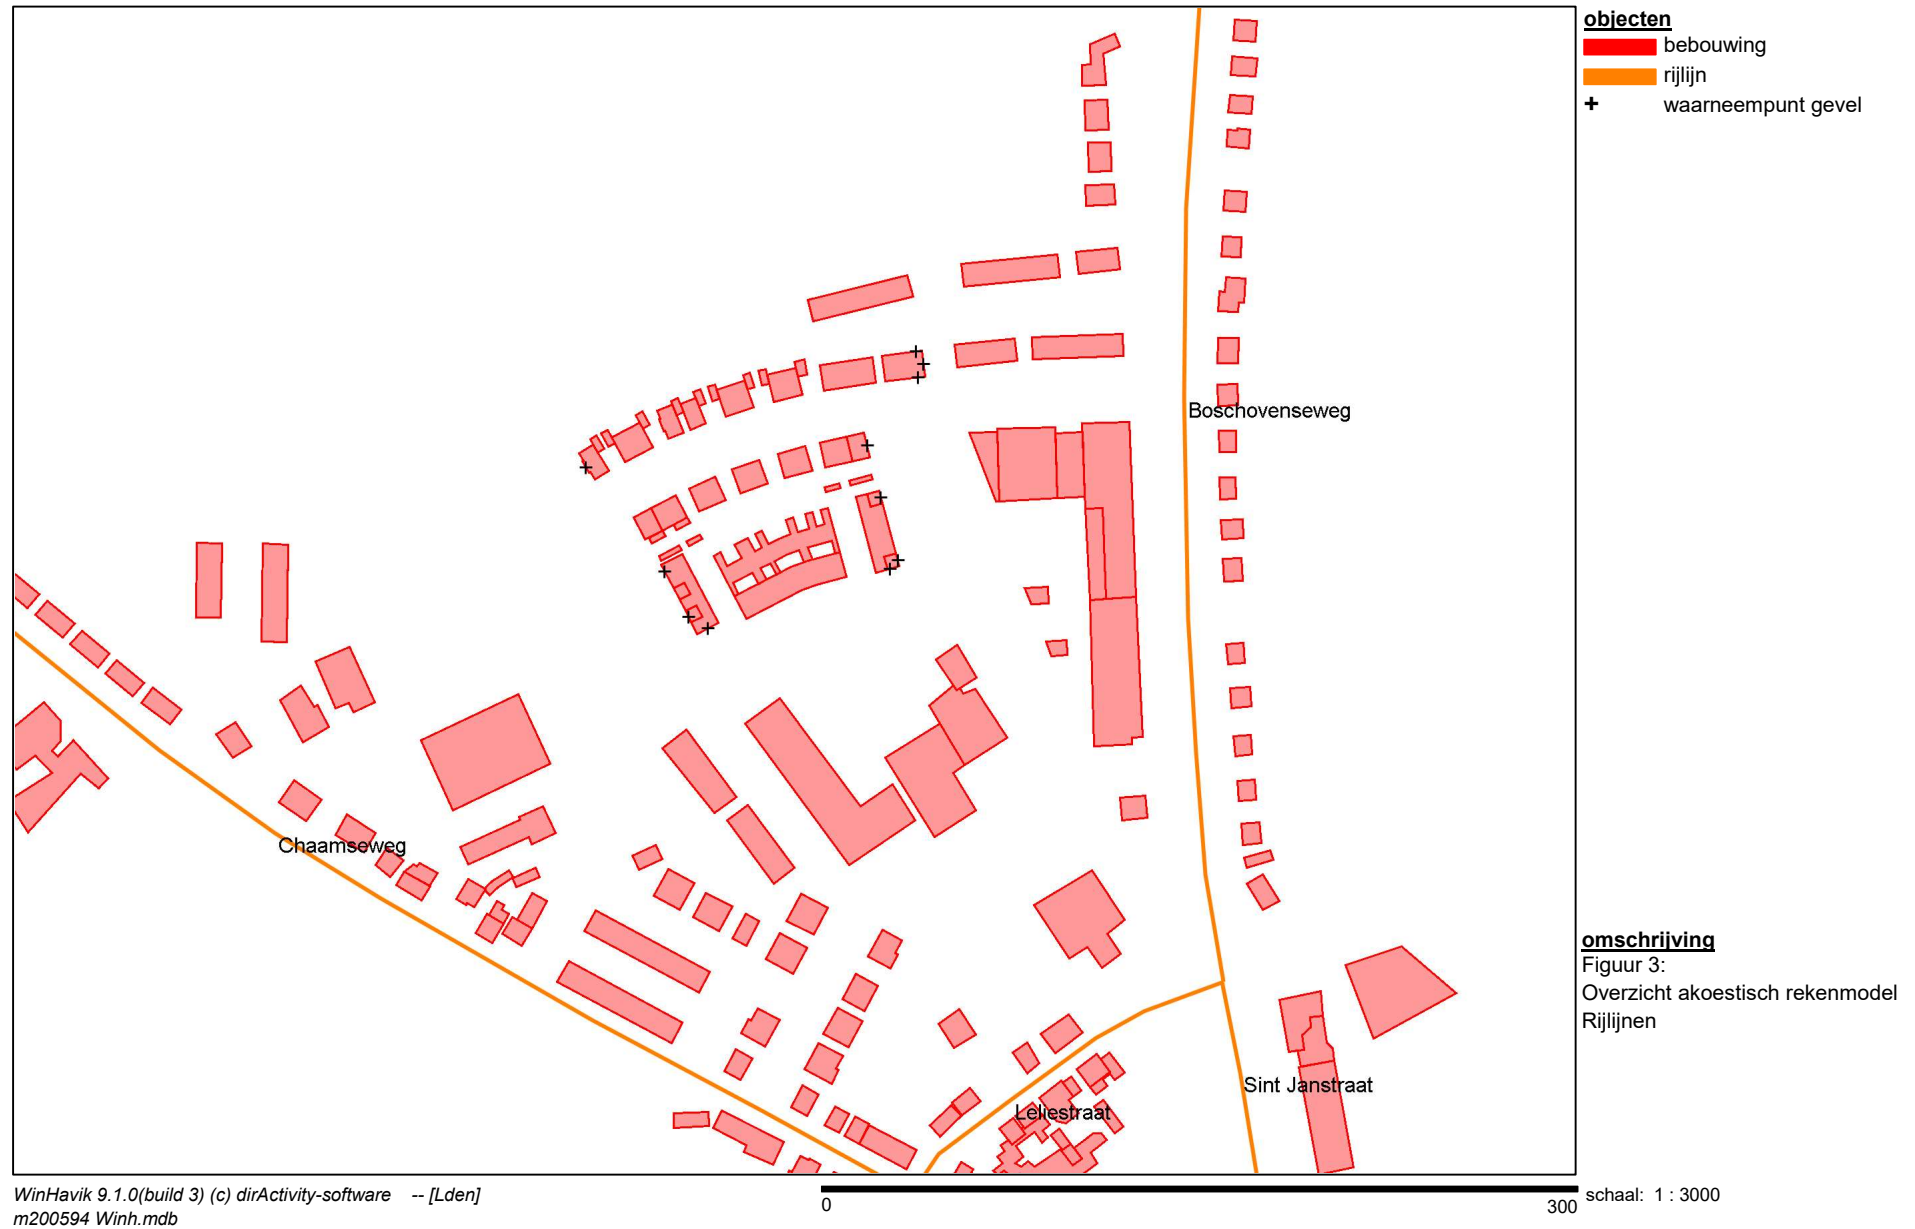 objecten
bebouwing
rijlijn
+ waarneempunt gevel
Boschovenseweg
Chaamseweg
Sint Janstraat
Leliestraat
omschrijving
Figuur 3:
Overzicht akoestisch rekenmodel
Rijlijnen
WinHavik 9.1.0(build 3) (c) dirActivity-software -- [Lden]
m200594 Winh.mdb
0 300
schaal: 1 : 3000